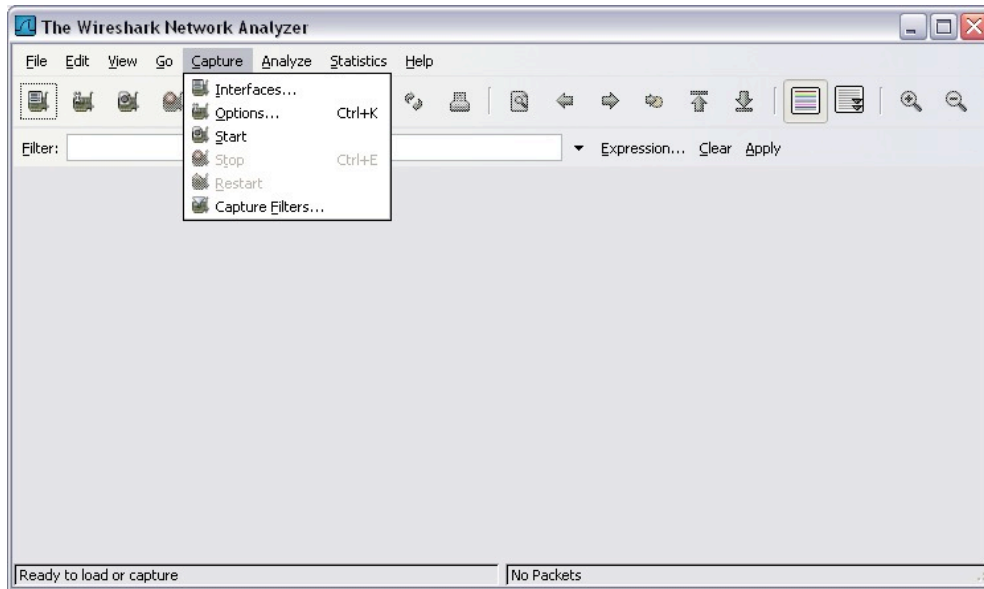 The Wireshark Network Analyzer
File Edit View Go Capture Analyze Statistics Help
Interfaces...
Options... Ctrl+K
Start
Stop Ctrl+E
Restart
Capture Filters...
Filter: Expression... Clear Apply
Ready to load or capture No Packets